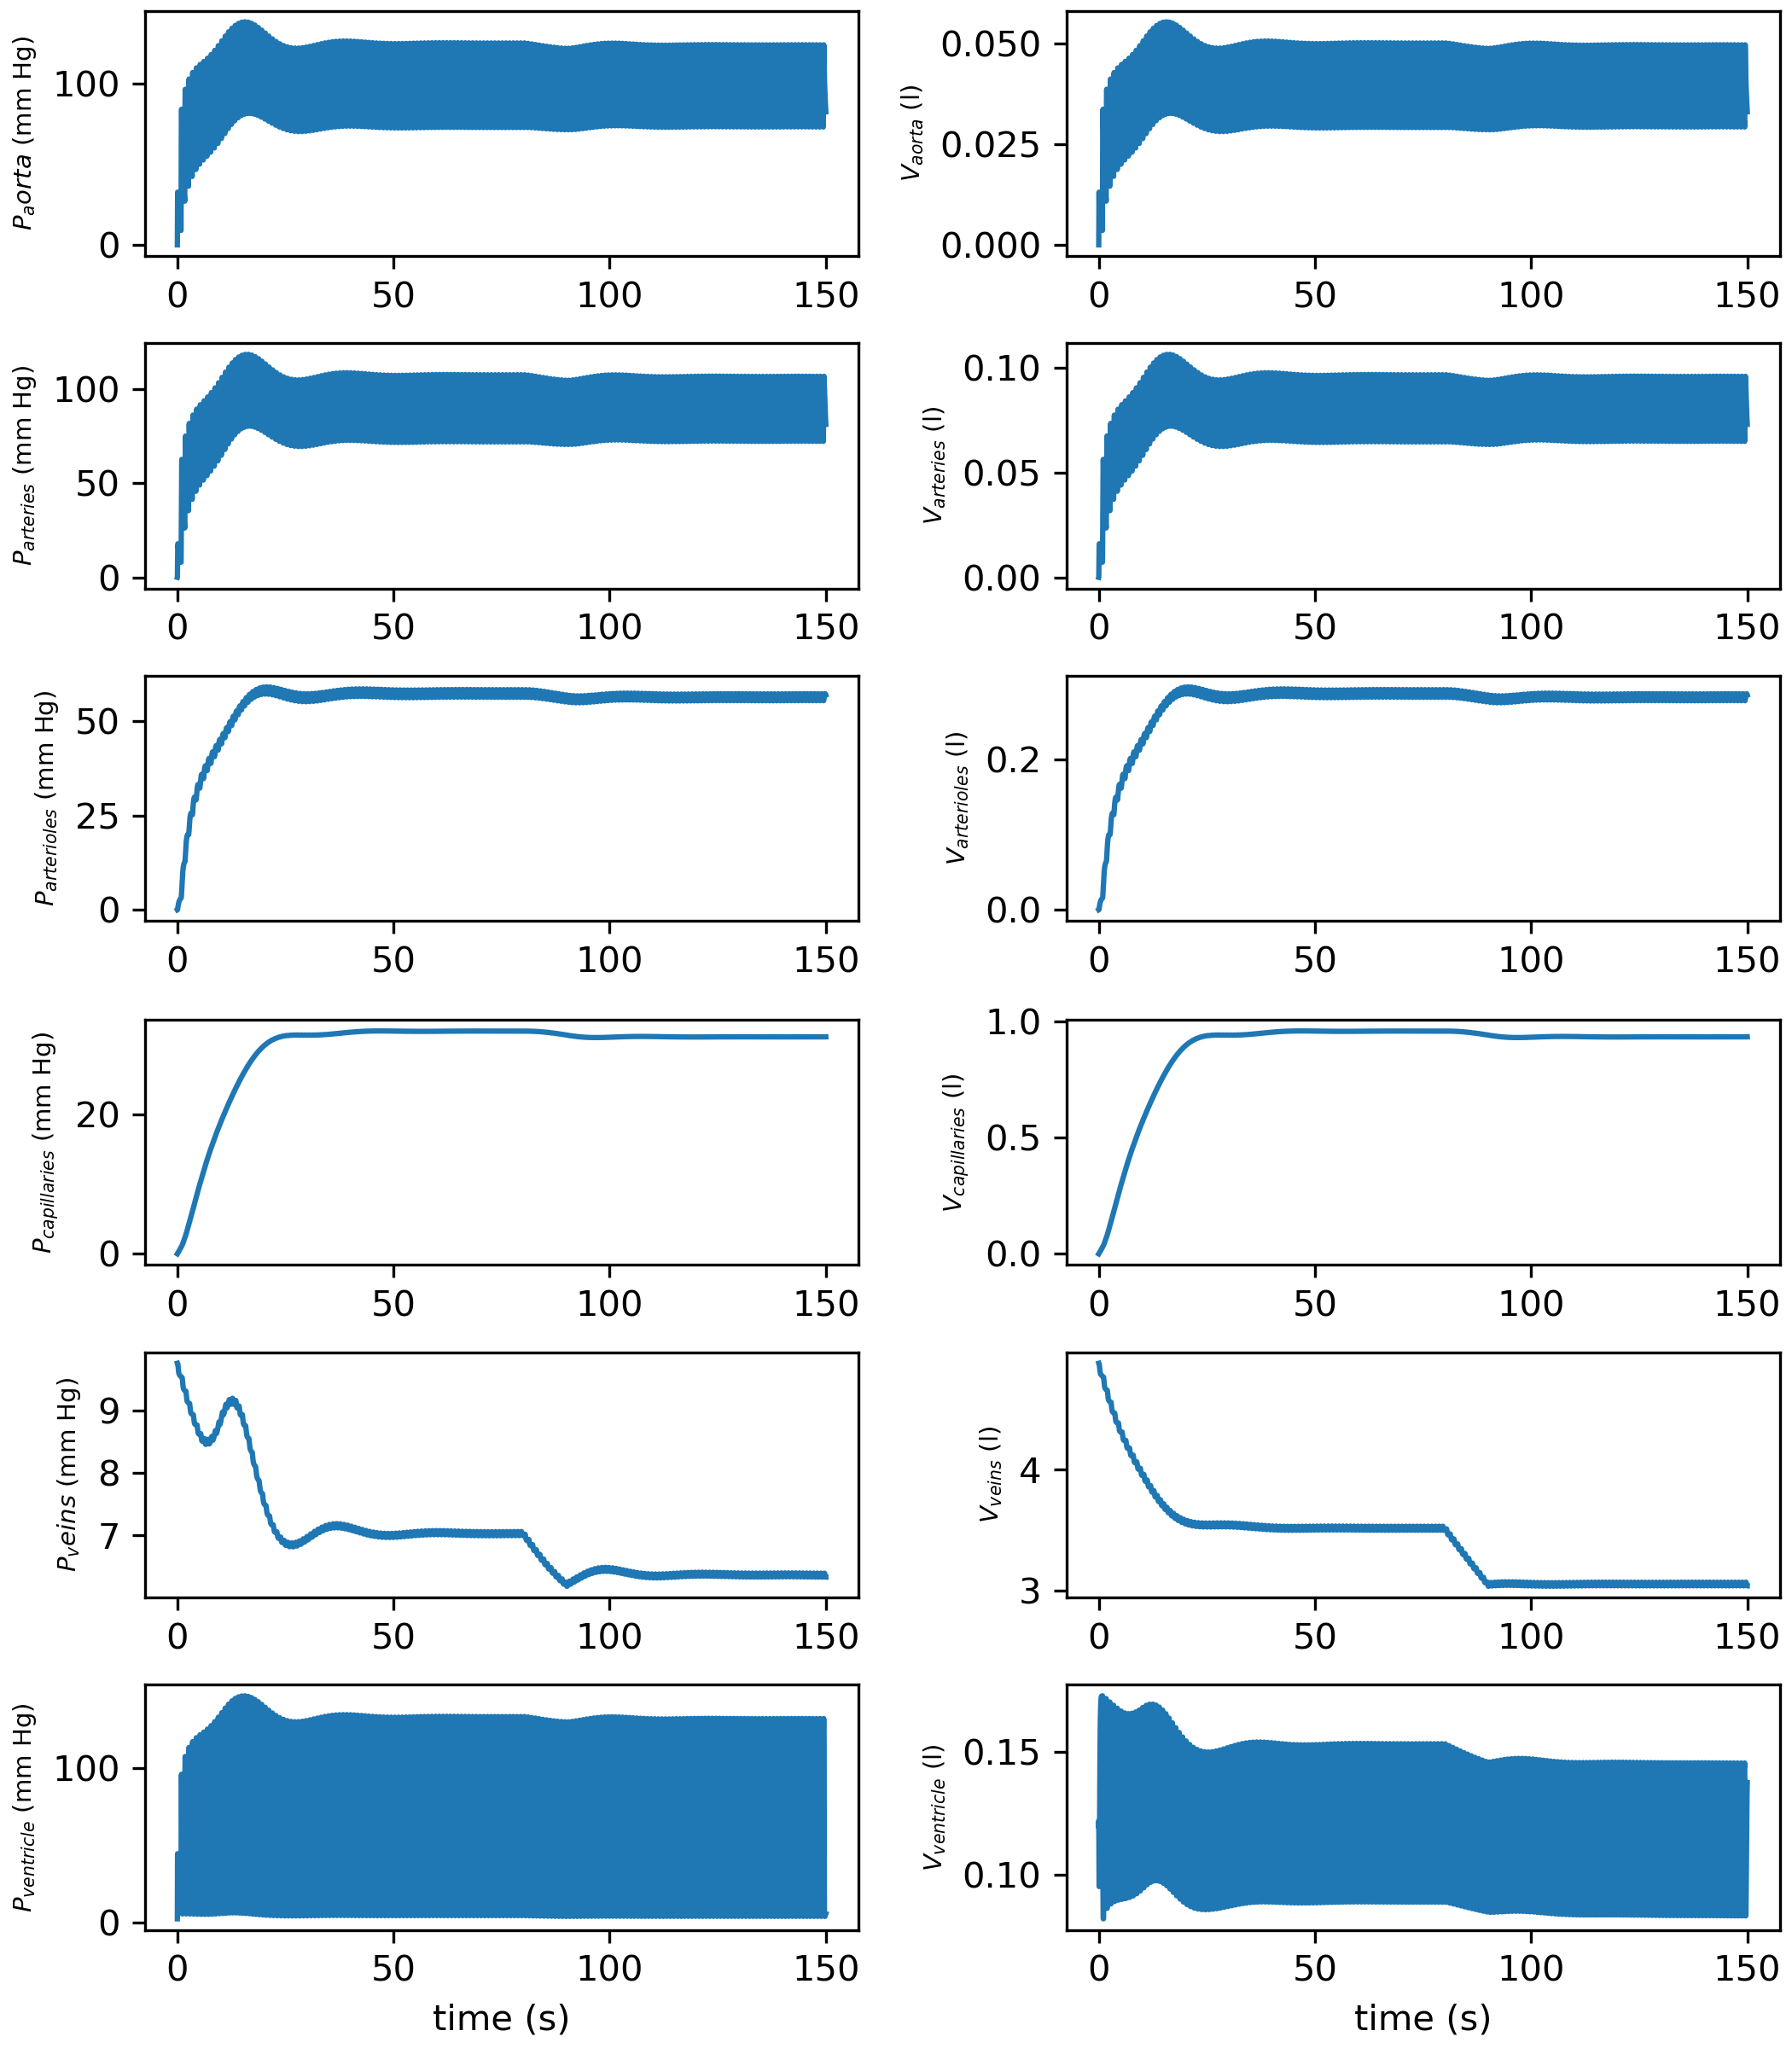 P_aorta (mm Hg)
100
0
0 50 100 150
V_aorta (l)
0.050
0.025
0.000
0 50 100 150
P_arteries (mm Hg)
100
50
0
0 50 100 150
V_arteries (l)
0.10
0.05
0.00
0 50 100 150
P_arterioles (mm Hg)
50
25
0
0 50 100 150
V_arterioles (l)
0.2
0.0
0 50 100 150
P_capillaries (mm Hg)
20
0
0 50 100 150
V_capillaries (l)
1.0
0.5
0.0
0 50 100 150
P_veins (mm Hg)
9
8
7
0 50 100 150
V_veins (l)
4
3
0 50 100 150
P_ventricle (mm Hg)
100
0
0 50 100 150
time (s)
V_ventricle (l)
0.15
0.10
0 50 100 150
time (s)